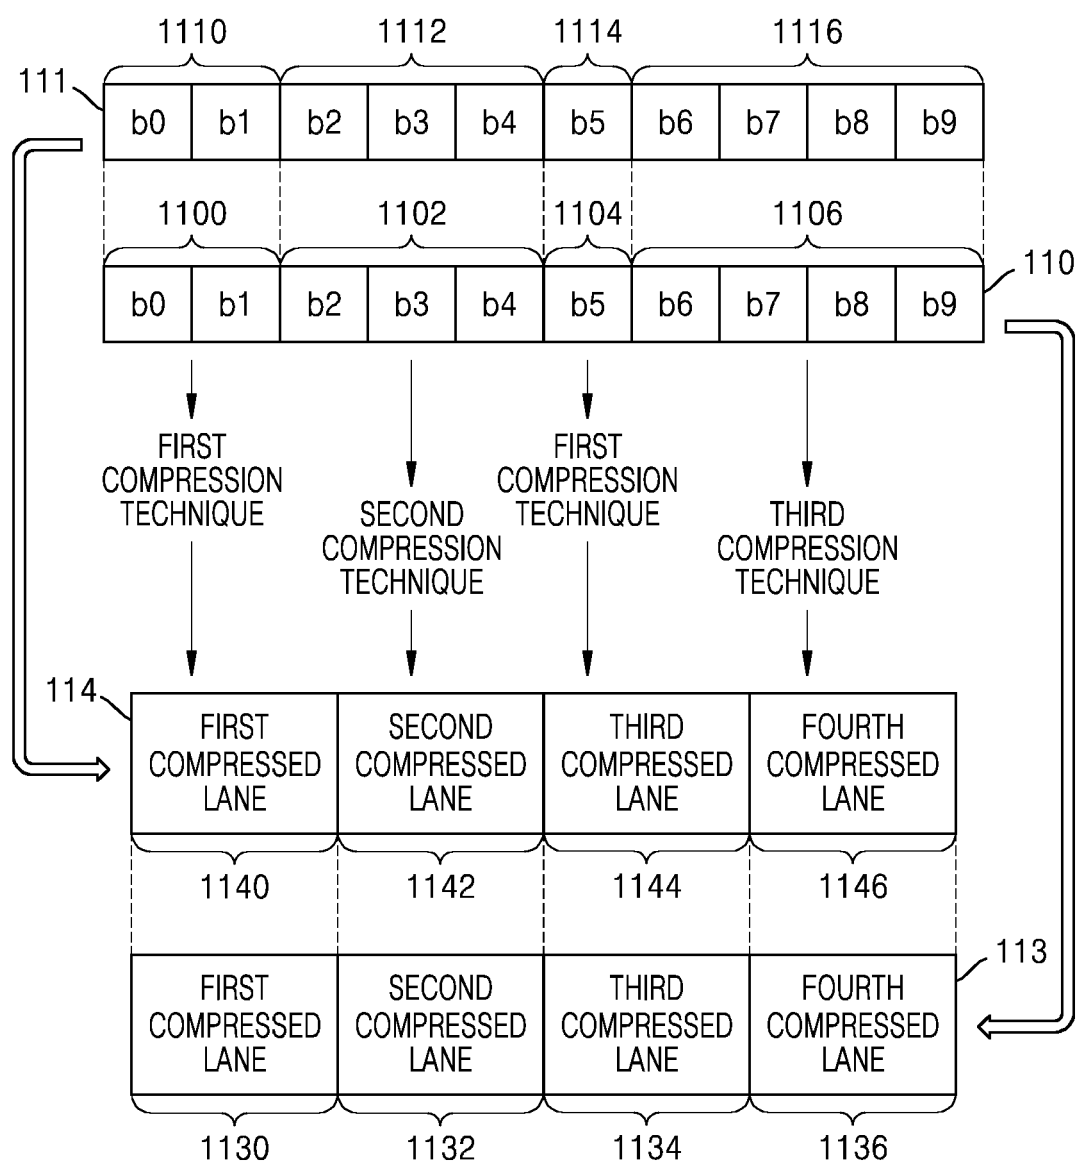 1110 1112 1114 1116
111
b0 b1 b2 b3 b4 b5 b6 b7 b8 b9
1100 1102 1104 1106
110
b0 b1 b2 b3 b4 b5 b6 b7 b8 b9
FIRST
COMPRESSION
TECHNIQUE
SECOND
COMPRESSION
TECHNIQUE
FIRST
COMPRESSION
TECHNIQUE
THIRD
COMPRESSION
TECHNIQUE
114
FIRST
COMPRESSED
LANE
SECOND
COMPRESSED
LANE
THIRD
COMPRESSED
LANE
FOURTH
COMPRESSED
LANE
1140 1142 1144 1146
113
FIRST
COMPRESSED
LANE
SECOND
COMPRESSED
LANE
THIRD
COMPRESSED
LANE
FOURTH
COMPRESSED
LANE
1130 1132 1134 1136